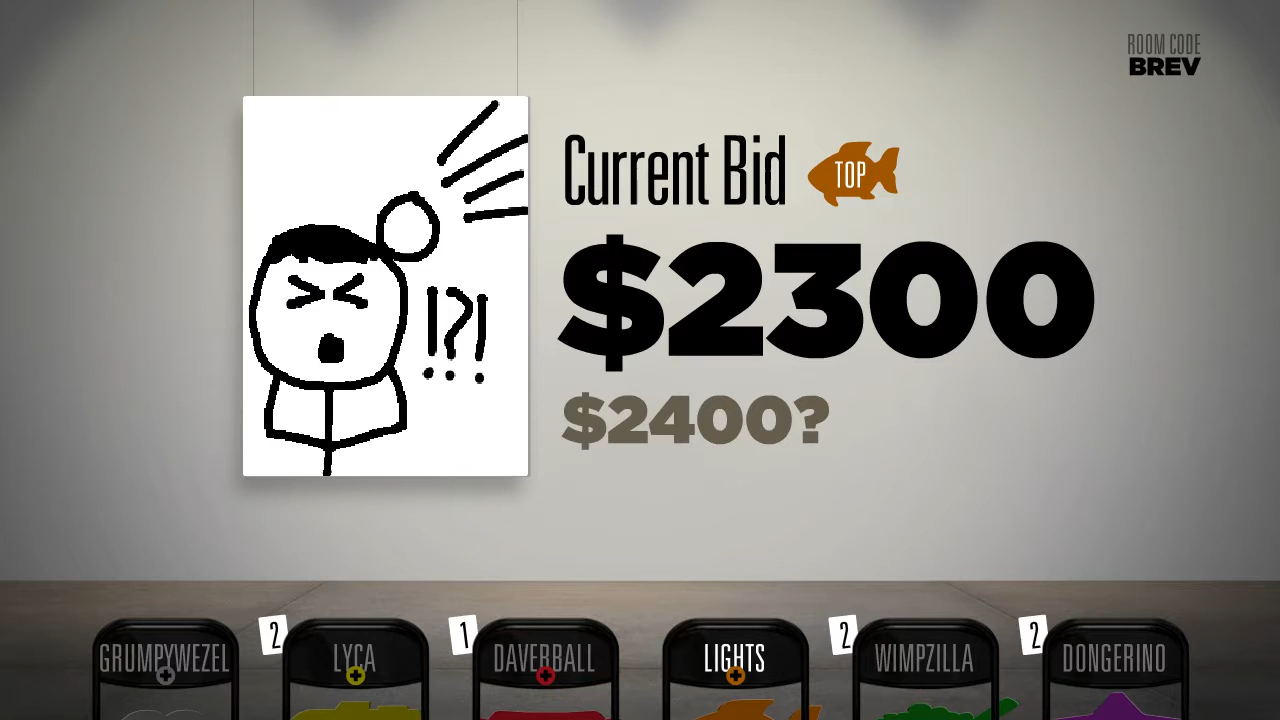 ROOM CODE
BREV
Current Bid
TOP
$2300
!?!
$2400?
2
1
2
2
GRUMPYWEZEL
LYCA
DAVERBALL
LIGHTS
WIMPZILLA
DONGERINO